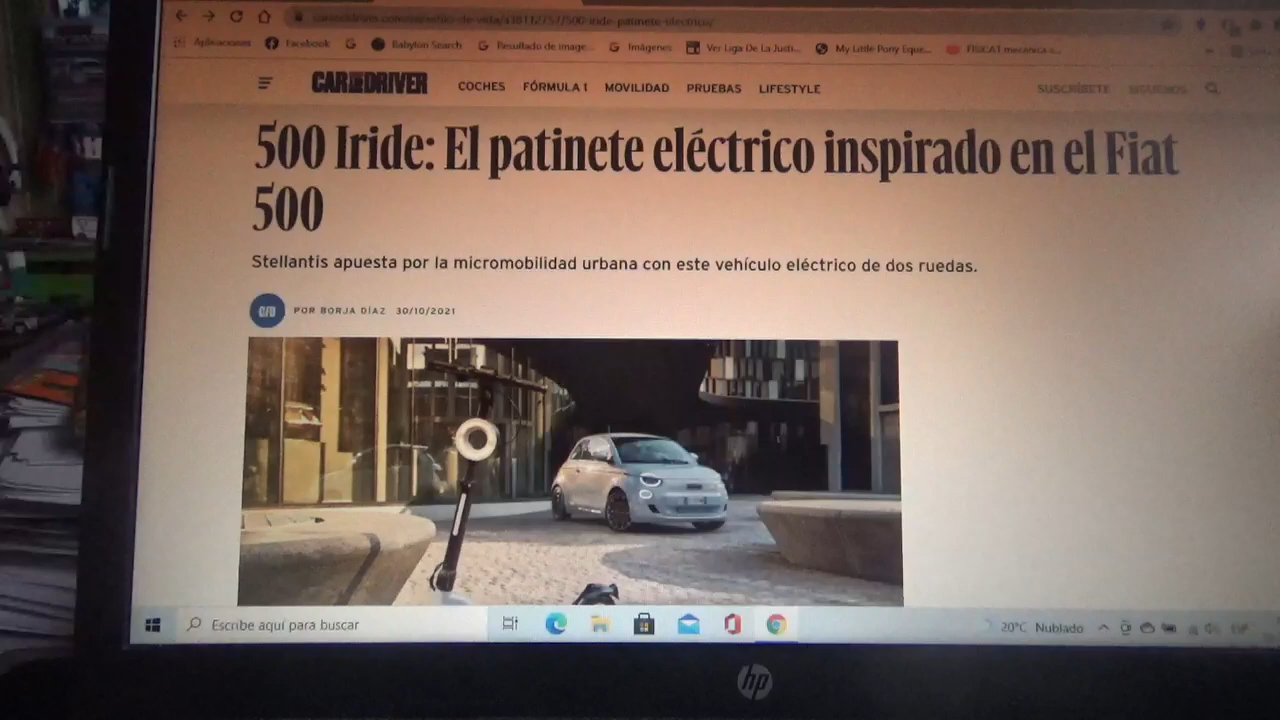 Aplicaciones Facebook Babylon Search Resultado de image... Imágenes Ver Liga De La Justi... My Little Pony Eque...
CAR AND DRIVER COCHES FÓRMULA 1 MOVILIDAD PRUEBAS LIFESTYLE SUSCRÍBETE SÍGUENOS
500 Iride: El patinete eléctrico inspirado en el Fiat
500
Stellantis apuesta por la micromobilidad urbana con este vehículo eléctrico de dos ruedas.
c/d POR BORJA DÍAZ 30/10/2021
Escribe aquí para buscar 20°C Nublado
hp